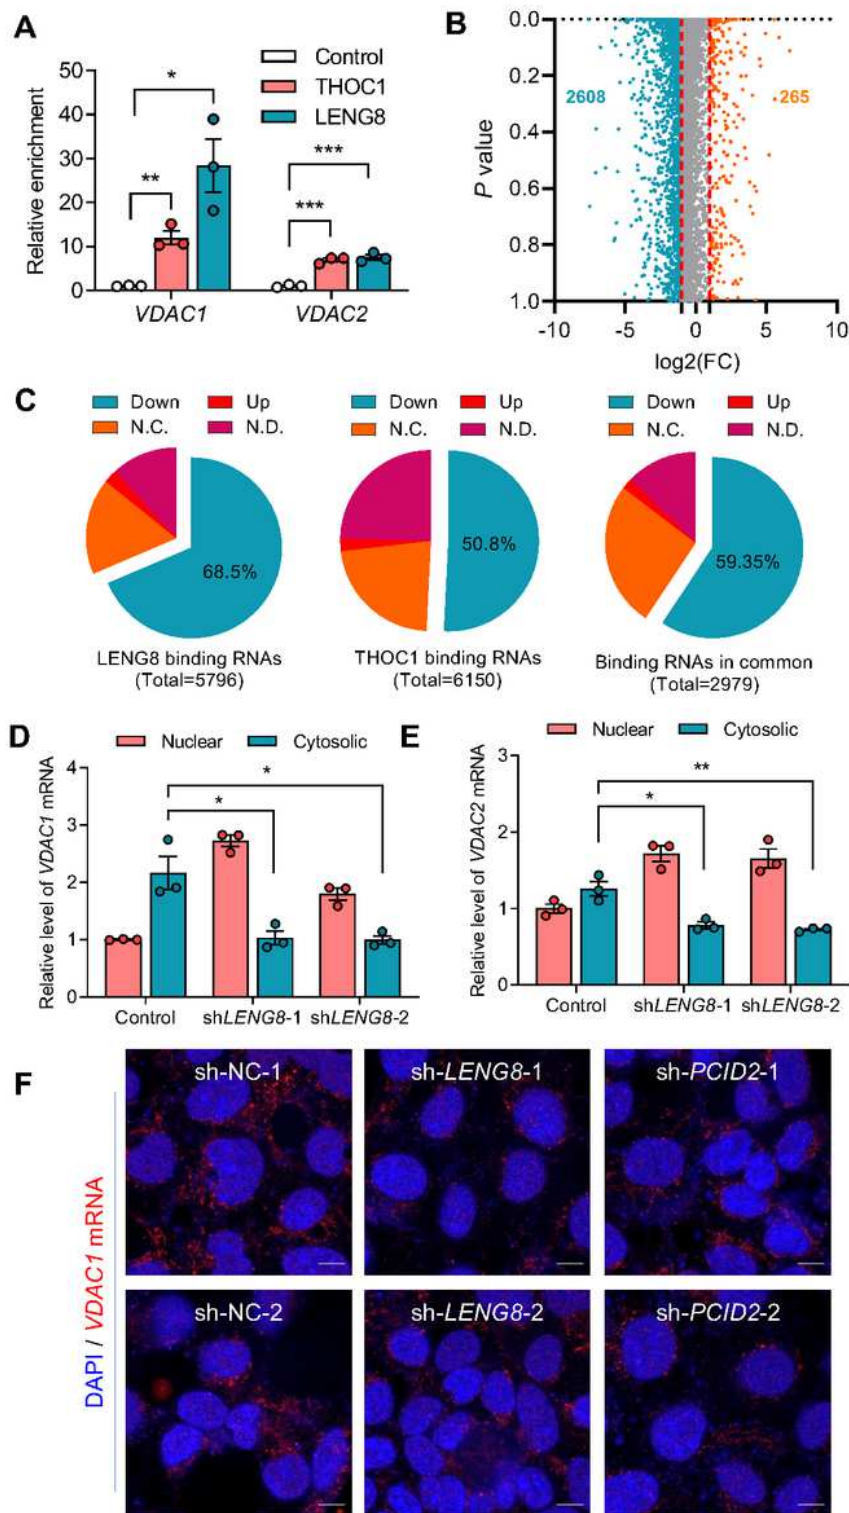 A
Control
THOC1
LENG8
Relative enrichment
50
40
30
20
10
0
*
**
***
***
VDAC1
VDAC2
B
P value
0.0
0.2
0.4
0.6
0.8
1.0
2608
265
-10
-5
0
5
10
log2(FC)
C
Down
Up
N.C.
N.D.
68.5%
LENG8 binding RNAs
(Total=5796)
Down
Up
N.C.
N.D.
50.8%
THOC1 binding RNAs
(Total=6150)
Down
Up
N.C.
N.D.
59.35%
Binding RNAs in common
(Total=2979)
D
Nuclear
Cytosolic
Relative level of VDAC1 mRNA
4
3
2
1
0
*
*
Control
shLENG8-1
shLENG8-2
E
Nuclear
Cytosolic
Relative level of VDAC2 mRNA
3
2
1
0
**
*
Control
shLENG8-1
shLENG8-2
F
DAPI / VDAC1 mRNA
sh-NC-1
sh-LENG8-1
sh-PCID2-1
sh-NC-2
sh-LENG8-2
sh-PCID2-2